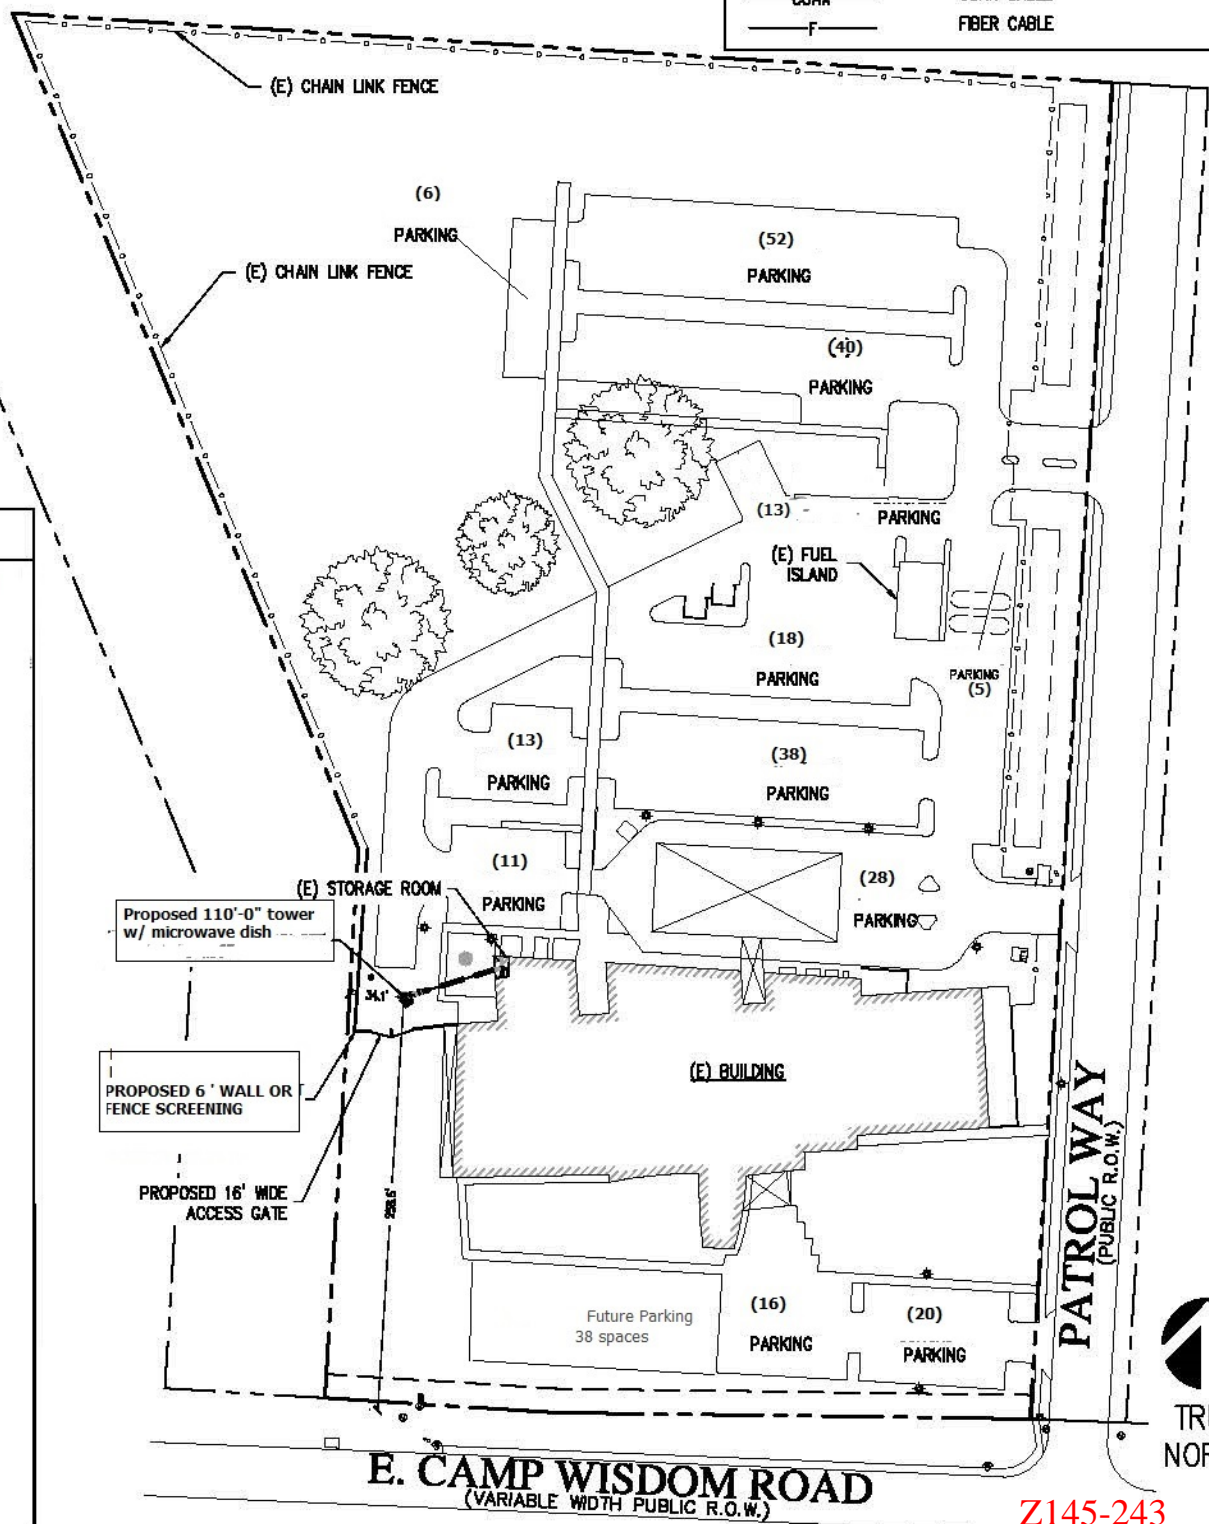 FIBER CABLE
F
(E) CHAIN LINK FENCE
(6)
PARKING
(E) CHAIN LINK FENCE
(52)
PARKING
(40)
PARKING
(13)
PARKING
(E) FUEL
ISLAND
(18)
PARKING
PARKING
(5)
(13)
PARKING
(38)
PARKING
(11)
PARKING
(28)
PARKING
(E) STORAGE ROOM
Proposed 110'-0" tower
w/ microwave dish
34.1'
PROPOSED 6 ' WALL OR
FENCE SCREENING
(E) BUILDING
PROPOSED 16' WIDE
ACCESS GATE
PATROL WAY
(PUBLIC R.O.W.)
Future Parking
38 spaces
(16)
PARKING
(20)
PARKING
E. CAMP WISDOM ROAD
(VARIABLE WIDTH PUBLIC R.O.W.)
Z145-243